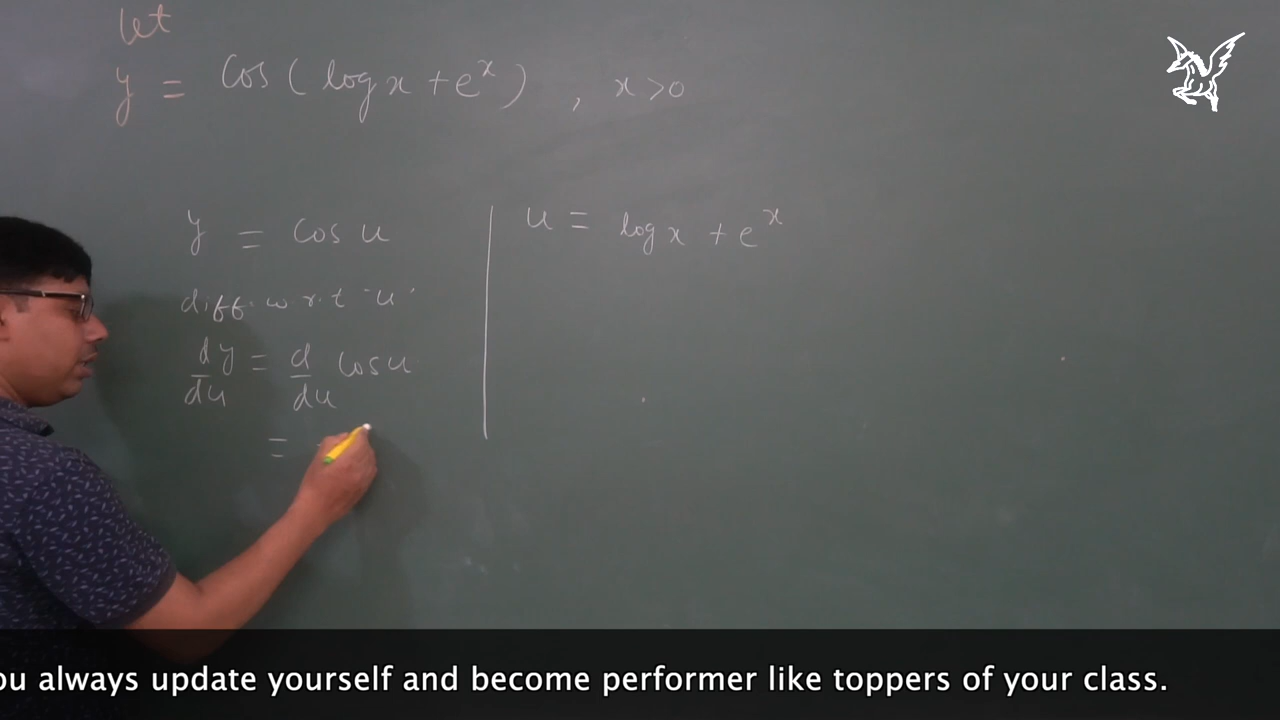 let
y = cos ( log x + e^x ) , x > 0
y = cos u
diff. w.r.t 'u'
dy/du = d/du cos u
=
u = log x + e^x
ou always update yourself and become performer like toppers of your class.